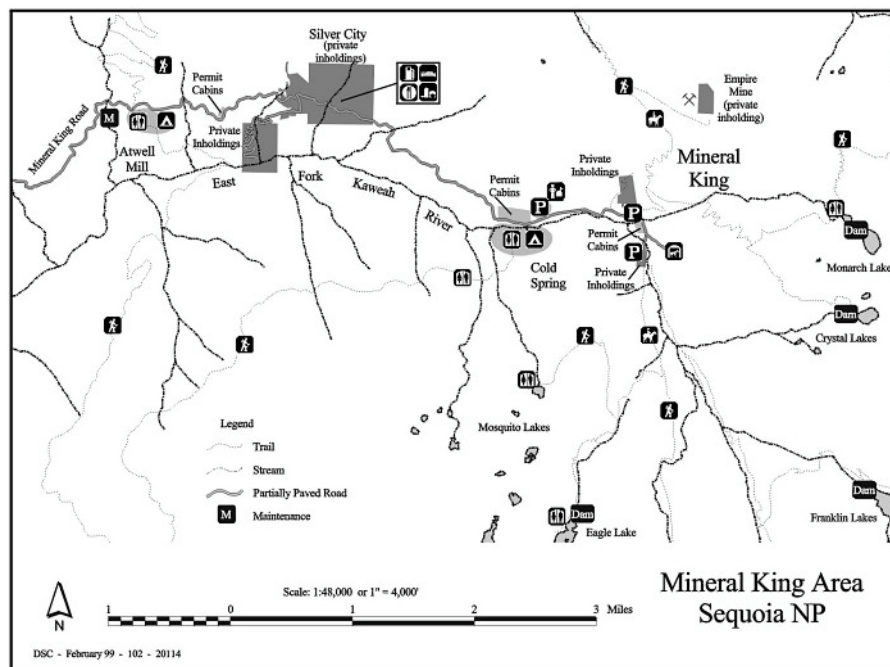 Silver City
(private
inholdings)
Permit
Cabins
Mineral King Road
M
Atwell
Mill
Private
Inholdings
East Fork Kaweah River
Empire
Mine
(private
inholding)
Mineral
King
Private
Inholdings
Permit
Cabins
P
P
Permit
Cabins
P
Private
Inholdings
Cold
Spring
Dam
Monarch Lakes
Dam
Crystal Lakes
Mosquito Lakes
Dam
Eagle Lake
Dam
Franklin Lakes
Legend
Trail
Stream
Partially Paved Road
M Maintenance
N
Scale: 1:48,000 or 1" = 4,000'
1 0 1 2 3 Miles
Mineral King Area
Sequoia NP
DSC - February 99 - 102 - 20114